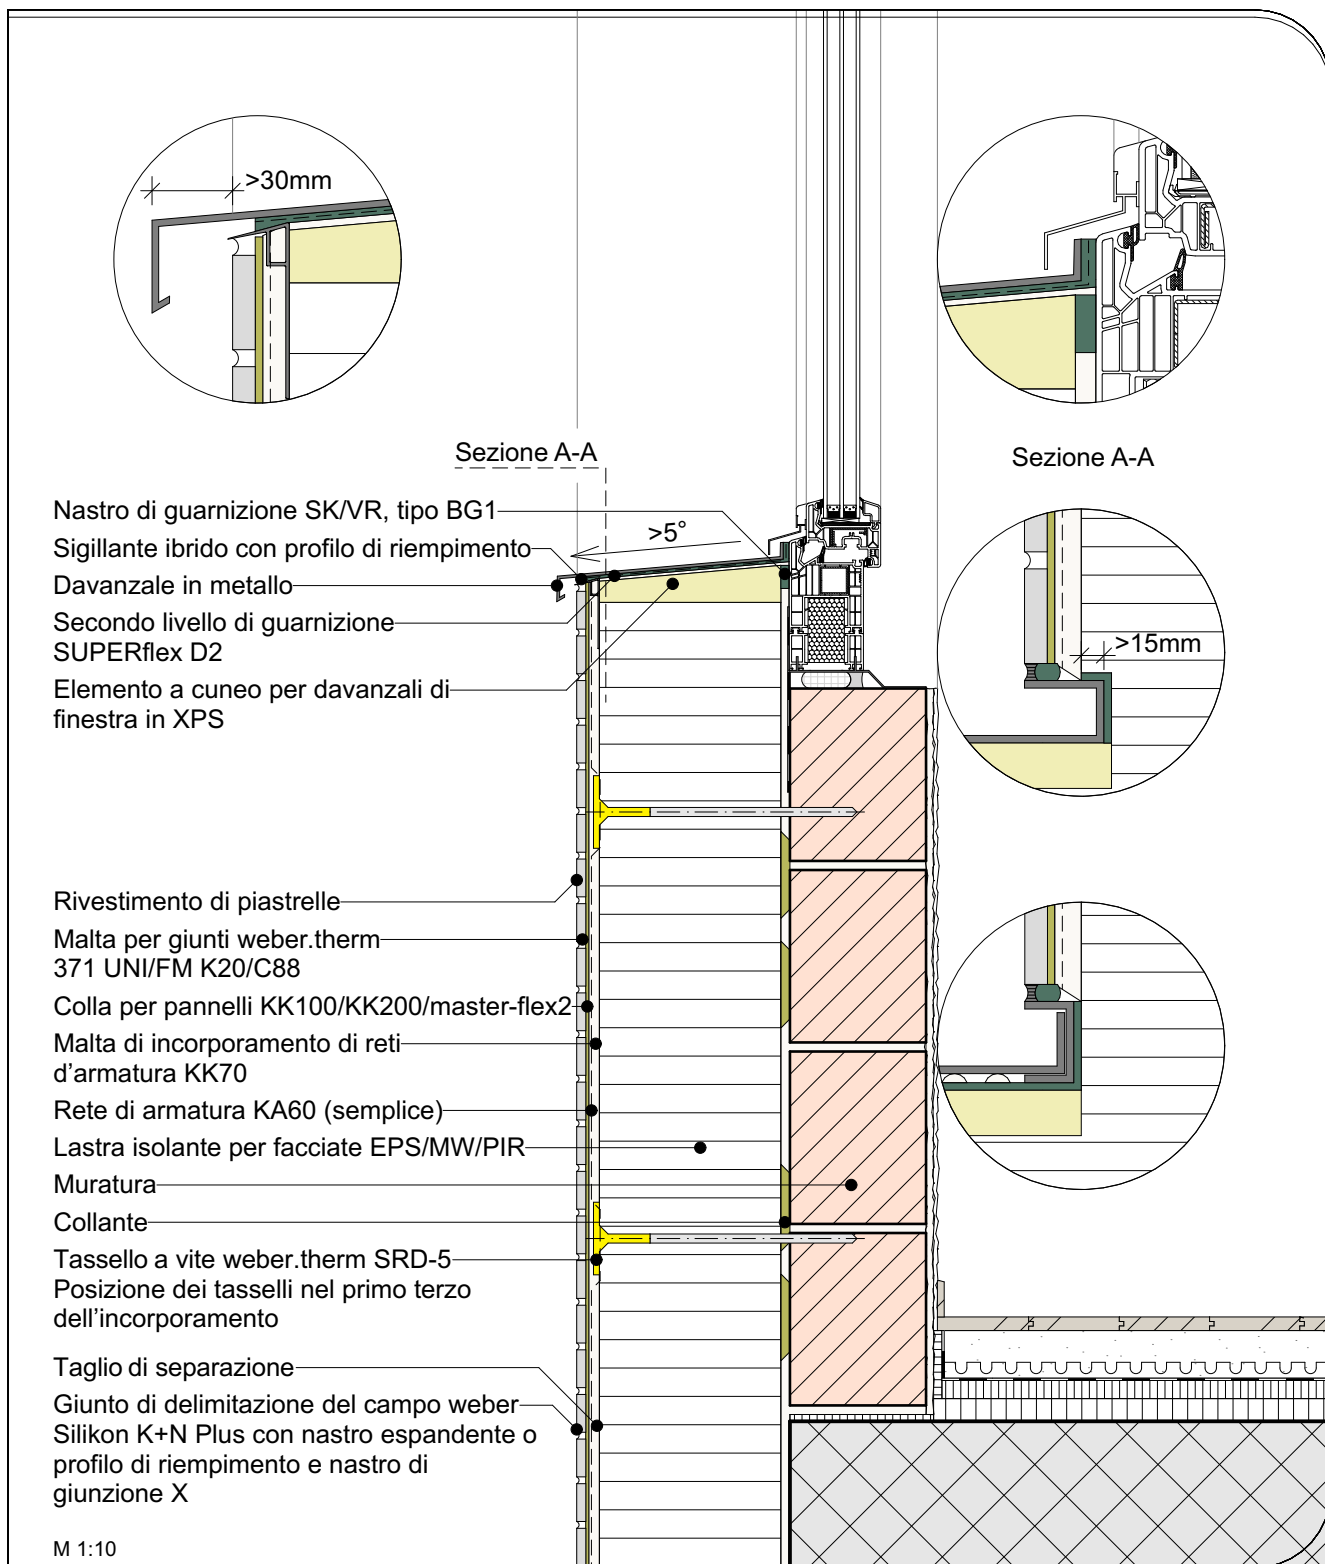 >30mm
Sezione A-A
Sezione A-A
Nastro di guarnizione SK/VR, tipo BG1
>5°
Sigillante ibrido con profilo di riempimento
Davanzale in metallo
Secondo livello di guarnizione
SUPERflex D2
>15mm
Elemento a cuneo per davanzali di
finestra in XPS
Rivestimento di piastrelle
Malta per giunti weber.therm
371 UNI/FM K20/C88
Colla per pannelli KK100/KK200/master-flex2
Malta di incorporamento di reti
d'armatura KK70
Rete di armatura KA60 (semplice)
Lastra isolante per facciate EPS/MW/PIR
Muratura
Collante
Tassello a vite weber.therm SRD-5
Posizione dei tasselli nel primo terzo
dell'incorporamento
Taglio di separazione
Giunto di delimitazione del campo weber
Silikon K+N Plus con nastro espandente o
profilo di riempimento e nastro di
giunzione X
M 1:10